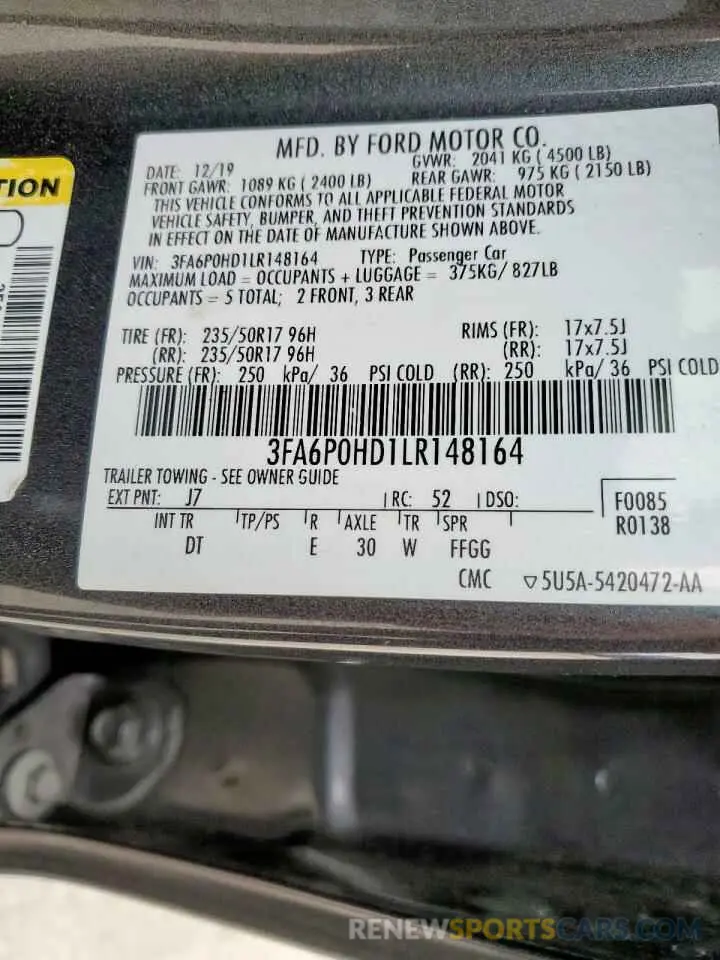 MFD. BY FORD MOTOR CO.
DATE: 12/19
GVWR: 2041 KG ( 4500 LB)
FRONT GAWR: 1089 KG ( 2400 LB)
REAR GAWR: 975 KG ( 2150 LB)
THIS VEHICLE CONFORMS TO ALL APPLICABLE FEDERAL MOTOR
VEHICLE SAFETY, BUMPER, AND THEFT PREVENTION STANDARDS
IN EFFECT ON THE DATE OF MANUFACTURE SHOWN ABOVE.
VIN: 3FA6P0HD1LR148164 TYPE: Passenger Car
MAXIMUM LOAD = OCCUPANTS + LUGGAGE = 375KG/ 827LB
OCCUPANTS = 5 TOTAL; 2 FRONT, 3 REAR
TIRE (FR): 235/50R17 96H RIMS (FR): 17x7.5J
(RR): 235/50R17 96H (RR): 17x7.5J
PRESSURE (FR): 250 kPa/ 36 PSI COLD (RR): 250 kPa/ 36 PSI COLD
3FA6P0HD1LR148164
TRAILER TOWING - SEE OWNER GUIDE
EXT PNT: J7 RC: 52 DSO:
F0085
R0138
INT TR TP/PS R AXLE TR SPR
DT E 30 W FFGG
CMC ▽5U5A-5420472-AA
TION
RENEWSPORTSCARS.COM